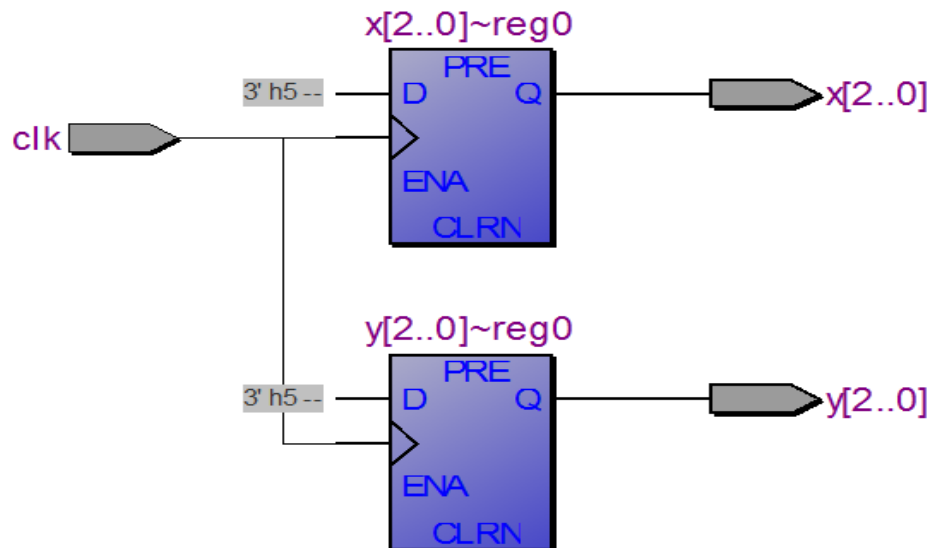 x[2..0]~reg0
PRE
3' h5 --
D
Q
x[2..0]
clk
ENA
CLRN
y[2..0]~reg0
PRE
3' h5 --
D
Q
y[2..0]
ENA
CLRN